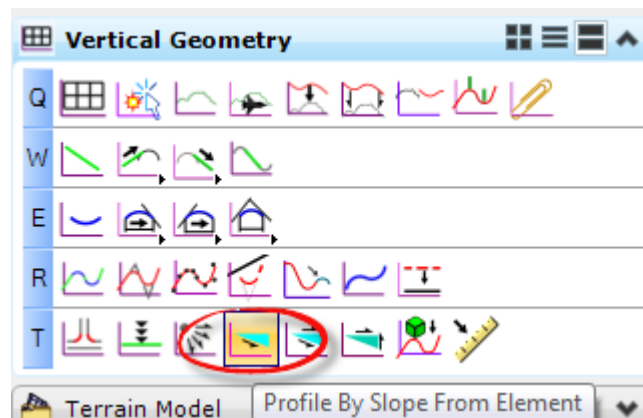 Vertical Geometry
Q
W
E
R
T
Terrain Model
Profile By Slope From Element